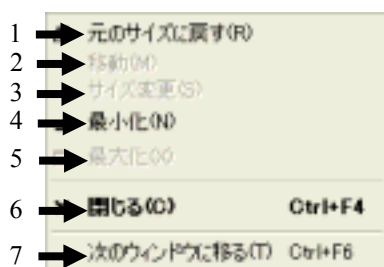 1 元のサイズに戻す(R)
2 移動(M)
3 サイズ変更(S)
4 最小化(N)
5 最大化(X)
6 閉じる(C) Ctrl+F4
7 次のウィンドウに移る(T) Ctrl+F6